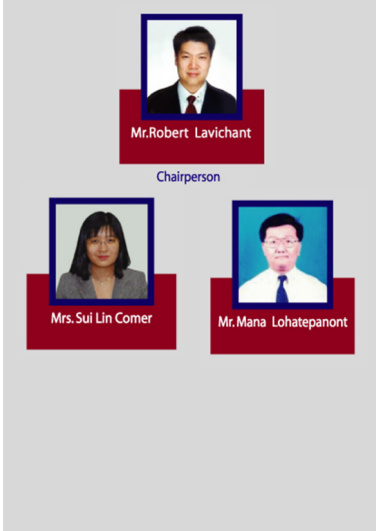 Mr.Robert Lavichant
Chairperson
Mrs. Sui Lin Comer
Mr. Mana Lohatepanont